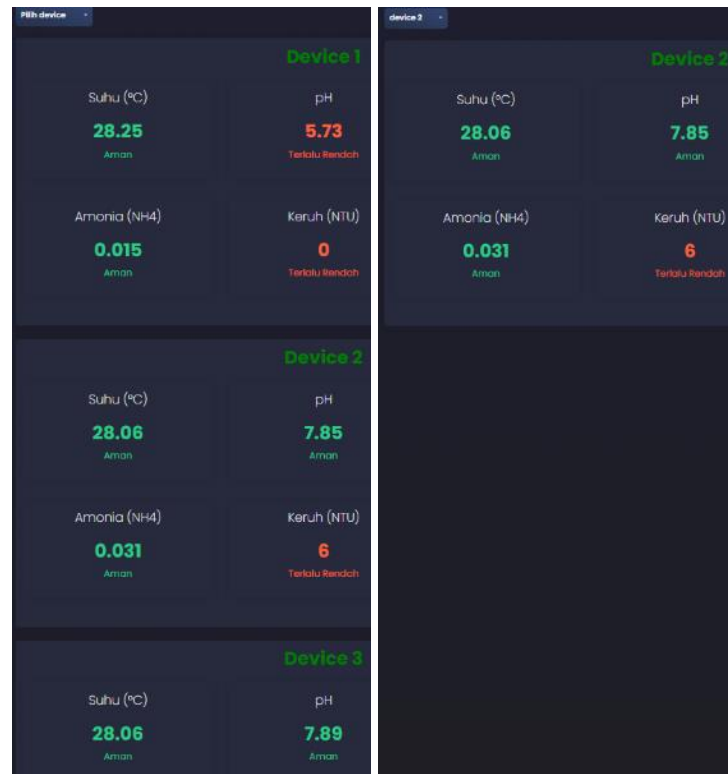 Pilih device
Device 1
Suhu (°C) pH
28.25 5.73
Aman Terlalu Rendah
Amonia (NH4) Keruh (NTU)
0.015 0
Aman Terlalu Rendah
Device 2
Suhu (°C) pH
28.06 7.85
Aman Aman
Amonia (NH4) Keruh (NTU)
0.031 6
Aman Terlalu Rendah
Device 3
Suhu (°C) pH
28.06 7.89
Aman Aman
device 2
Device 2
Suhu (°C) pH
28.06 7.85
Aman Aman
Amonia (NH4) Keruh (NTU)
0.031 6
Aman Terlalu Rendah